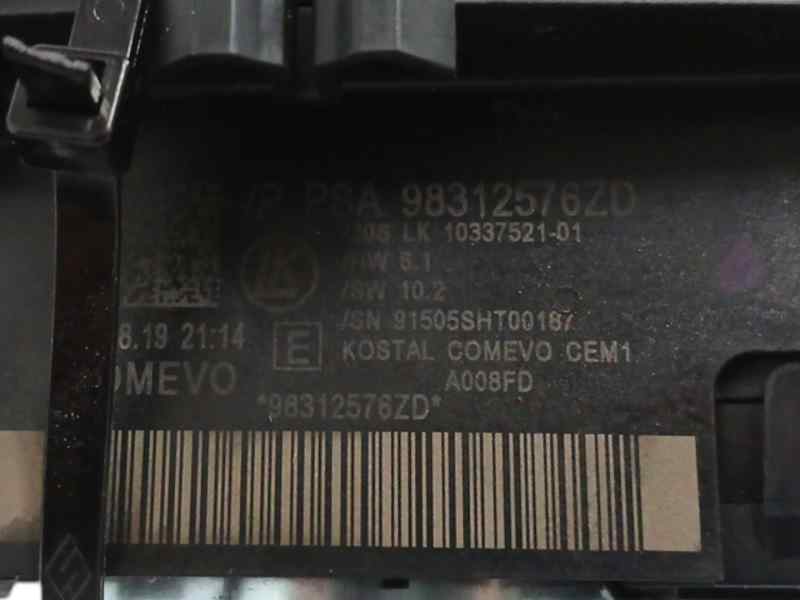 /P PSA 98312576ZD
LK 10337521-01
/HW 6.1
/SW 10.2
/SN 91505SHT00187
8.19 21:14
E
KOSTAL COMEVO CEM1
OMEVO
A008FD
*98312576ZD*